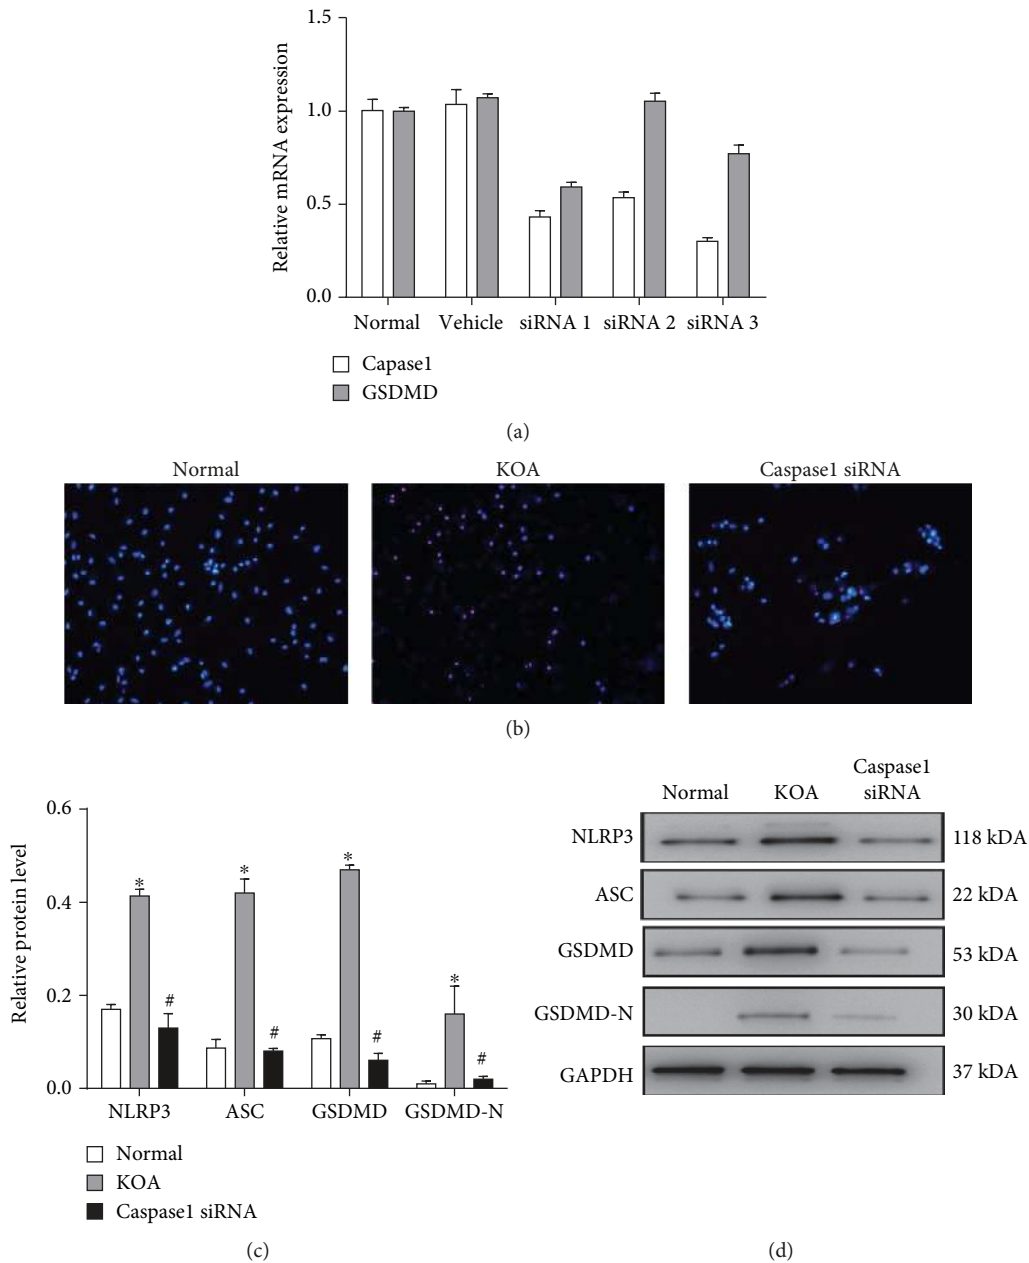 1.5
1.0
0.5
0.0
Relative mRNA expression
Normal Vehicle siRNA 1 siRNA 2 siRNA 3
Capase1
GSDMD
(a)
Normal KOA Caspase1 siRNA
(b)
0.6
0.4
0.2
0.0
Relative protein level
* # * # * # * #
NLRP3 ASC GSDMD GSDMD-N
Normal
KOA
Caspase1 siRNA
(c)
Normal KOA Caspase1
siRNA
NLRP3 118 kDA
ASC 22 kDA
GSDMD 53 kDA
GSDMD-N 30 kDA
GAPDH 37 kDA
(d)